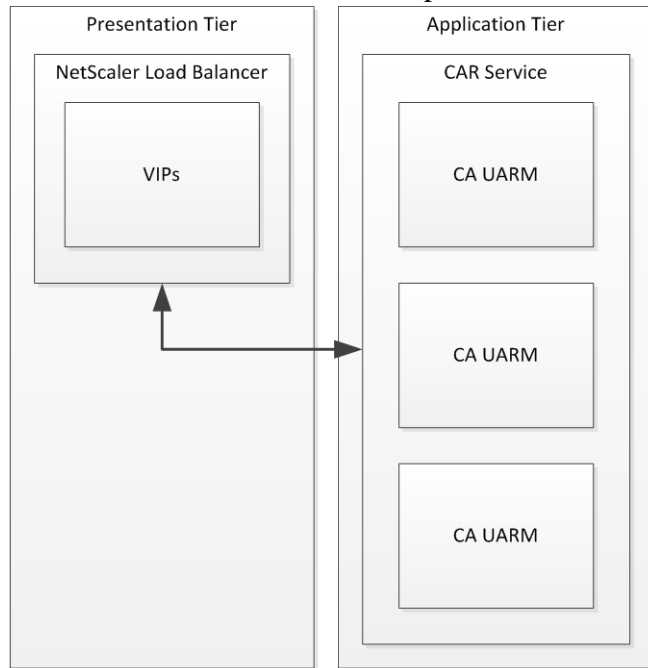 Presentation Tier
NetScaler Load Balancer
VIPs
Application Tier
CAR Service
CA UARM
CA UARM
CA UARM